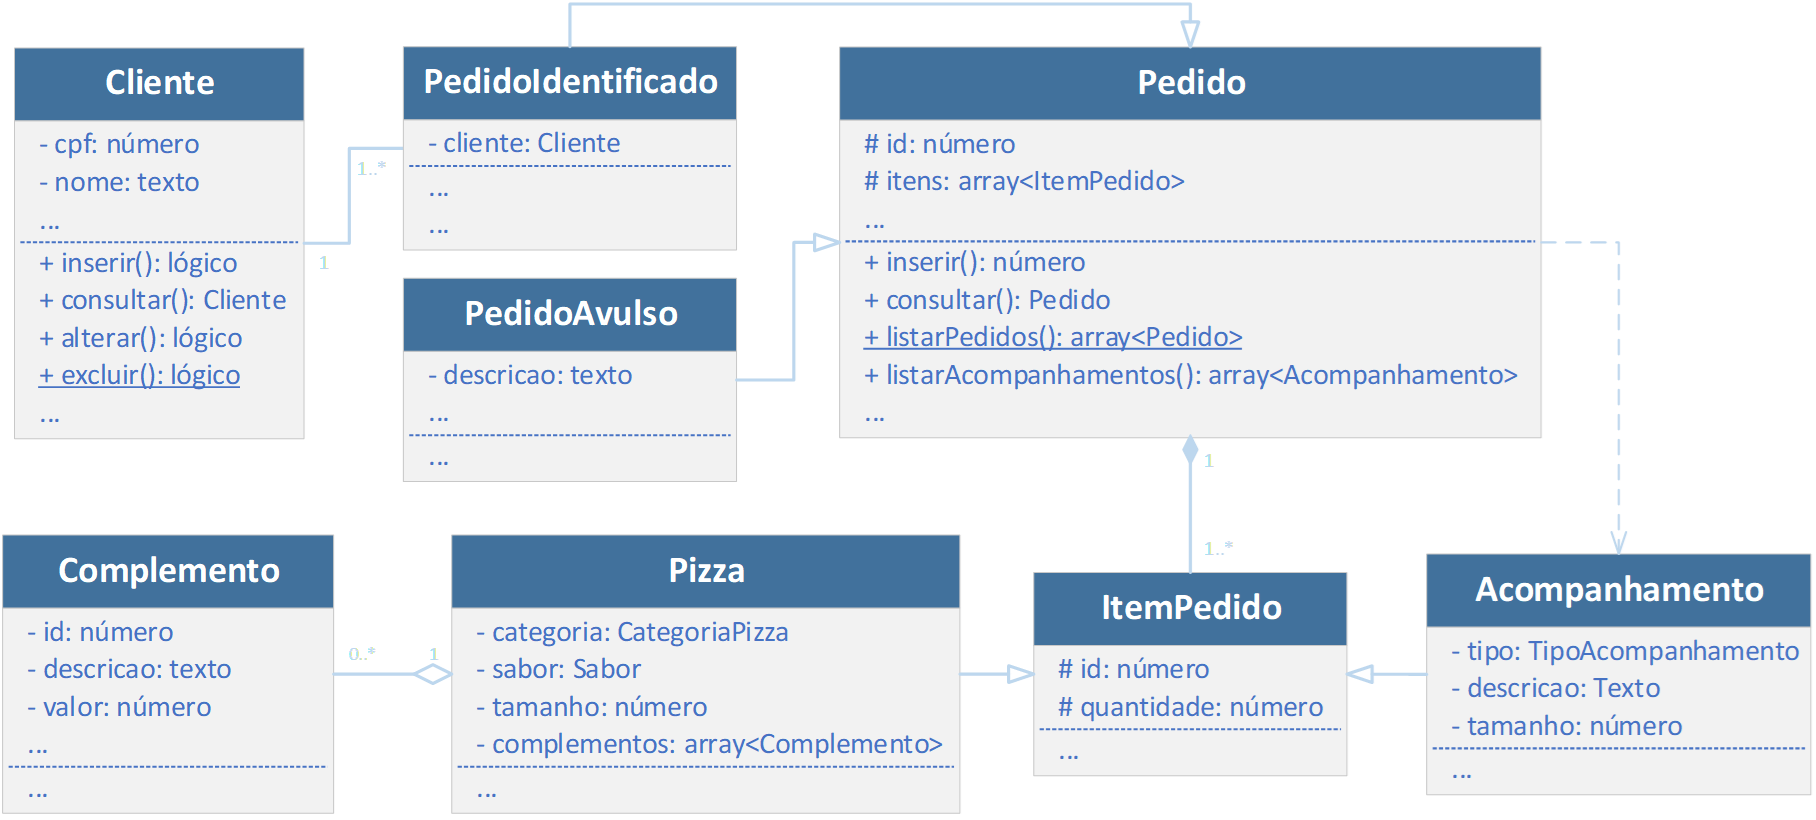 Cliente
- cpf: número
- nome: texto
...
+ inserir(): lógico
+ consultar(): Cliente
+ alterar(): lógico
+ excluir(): lógico
...
1
1..*
PedidoIdentificado
- cliente: Cliente
...
...
PedidoAvulso
- descricao: texto
...
...
Pedido
# id: número
# itens: array<ItemPedido>
...
+ inserir(): número
+ consultar(): Pedido
+ listarPedidos(): array<Pedido>
+ listarAcompanhamentos(): array<Acompanhamento>
...
1
1..*
Complemento
- id: número
- descricao: texto
- valor: número
...
...
0..*
1
Pizza
- categoria: CategoriaPizza
- sabor: Sabor
- tamanho: número
- complementos: array<Complemento>
...
ItemPedido
# id: número
# quantidade: número
...
Acompanhamento
- tipo: TipoAcompanhamento
- descricao: Texto
- tamanho: número
...